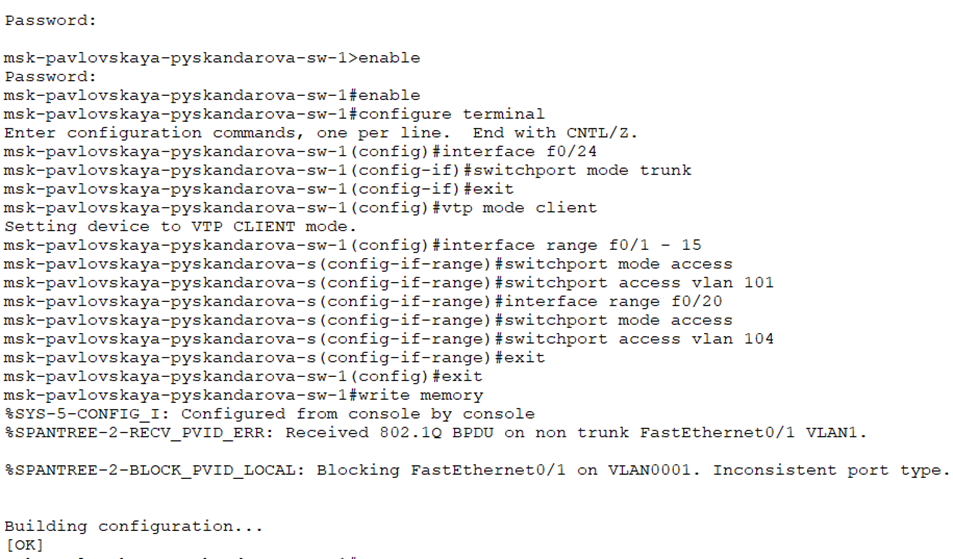 Password:
msk-pavlovskaya-pyskandarova-sw-1>enable
Password:
msk-pavlovskaya-pyskandarova-sw-1#enable
msk-pavlovskaya-pyskandarova-sw-1#configure terminal
Enter configuration commands, one per line.  End with CNTL/Z.
msk-pavlovskaya-pyskandarova-sw-1(config)#interface f0/24
msk-pavlovskaya-pyskandarova-sw-1(config-if)#switchport mode trunk
msk-pavlovskaya-pyskandarova-sw-1(config-if)#exit
msk-pavlovskaya-pyskandarova-sw-1(config)#vtp mode client
Setting device to VTP CLIENT mode.
msk-pavlovskaya-pyskandarova-sw-1(config)#interface range f0/1 - 15
msk-pavlovskaya-pyskandarova-s(config-if-range)#switchport mode access
msk-pavlovskaya-pyskandarova-s(config-if-range)#switchport access vlan 101
msk-pavlovskaya-pyskandarova-s(config-if-range)#interface range f0/20
msk-pavlovskaya-pyskandarova-s(config-if-range)#switchport mode access
msk-pavlovskaya-pyskandarova-s(config-if-range)#switchport access vlan 104
msk-pavlovskaya-pyskandarova-s(config-if-range)#exit
msk-pavlovskaya-pyskandarova-sw-1(config)#exit
msk-pavlovskaya-pyskandarova-sw-1#write memory
%SYS-5-CONFIG_I: Configured from console by console
%SPANTREE-2-RECV_PVID_ERR: Received 802.1Q BPDU on non trunk FastEthernet0/1 VLAN1.
%SPANTREE-2-BLOCK_PVID_LOCAL: Blocking FastEthernet0/1 on VLAN0001. Inconsistent port type.
Building configuration...
[OK]